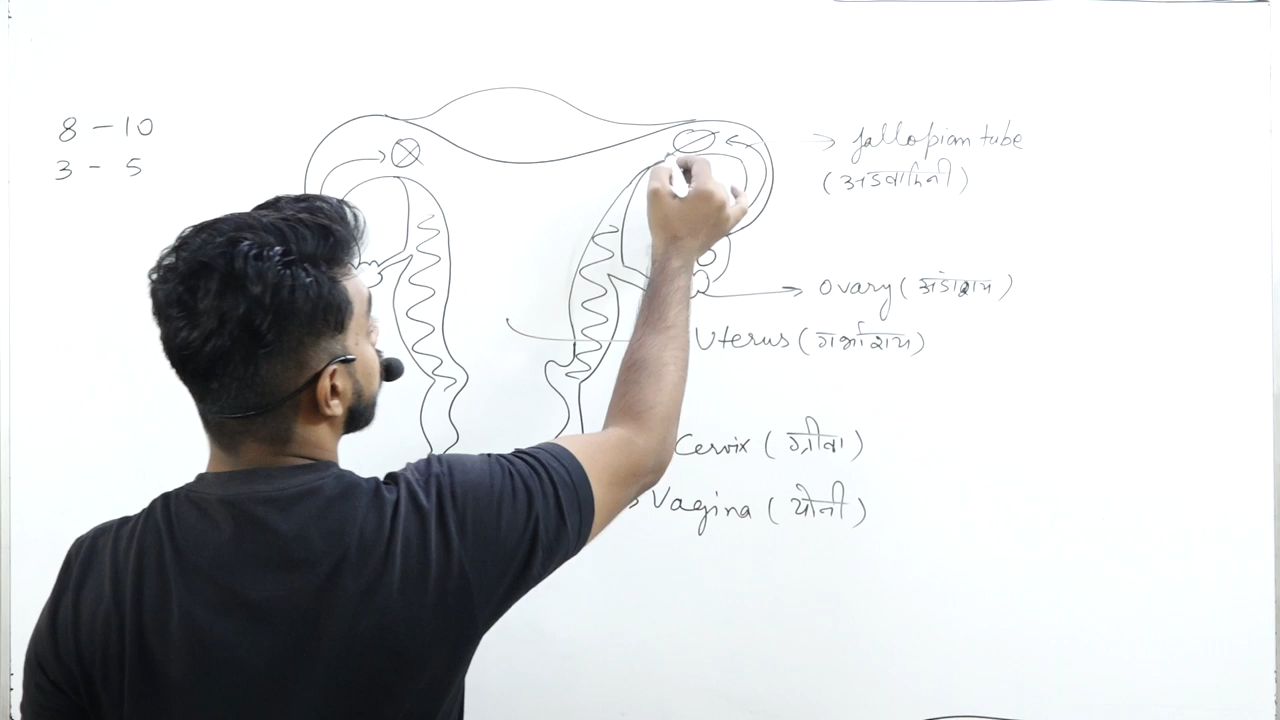 8 - 10
3 - 5
fallopian tube
(अंडवाहिनी)
Ovary (अंडाशय)
Uterus (गर्भाशय)
Cervix (ग्रीवा)
Vagina (योनी)